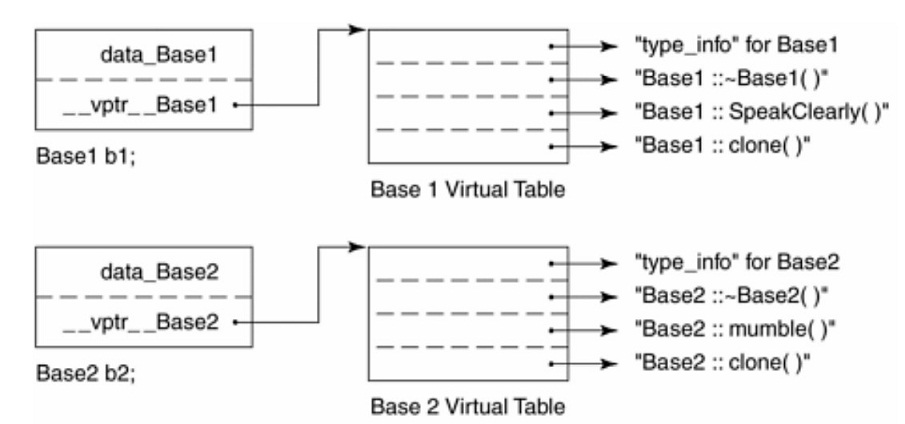 data_Base1
__vptr__Base1
Base1 b1;
"type_info" for Base1
"Base1 ::~Base1( )"
"Base1 :: SpeakClearly( )"
"Base1 :: clone( )"
Base 1 Virtual Table
data_Base2
__vptr__Base2
Base2 b2;
"type_info" for Base2
"Base2 ::~Base2( )"
"Base2 :: mumble( )"
"Base2 :: clone( )"
Base 2 Virtual Table